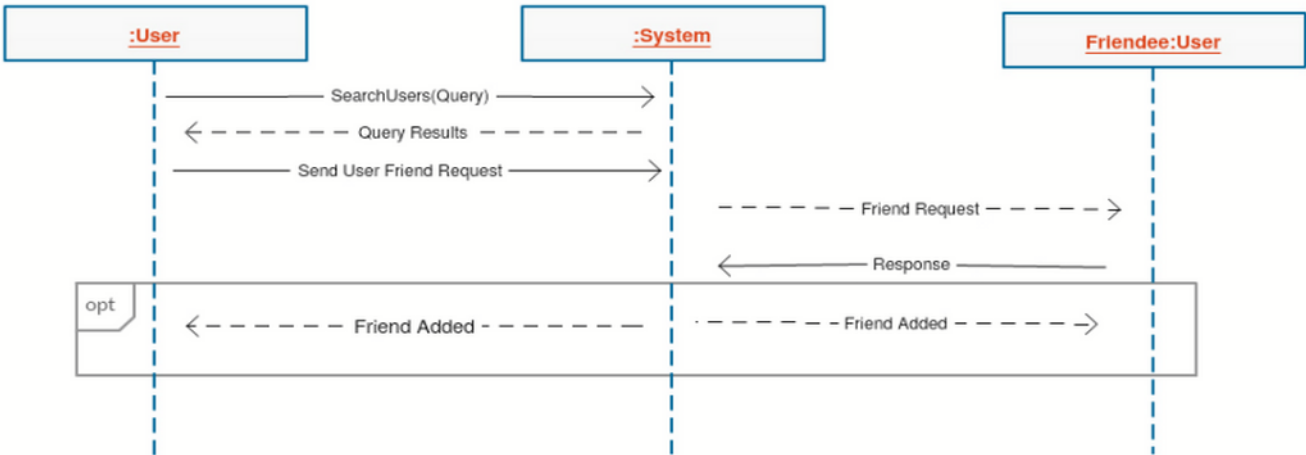 :User
:System
Friendee:User
SearchUsers(Query)
Query Results
Send User Friend Request
Friend Request
Response
opt
Friend Added
Friend Added